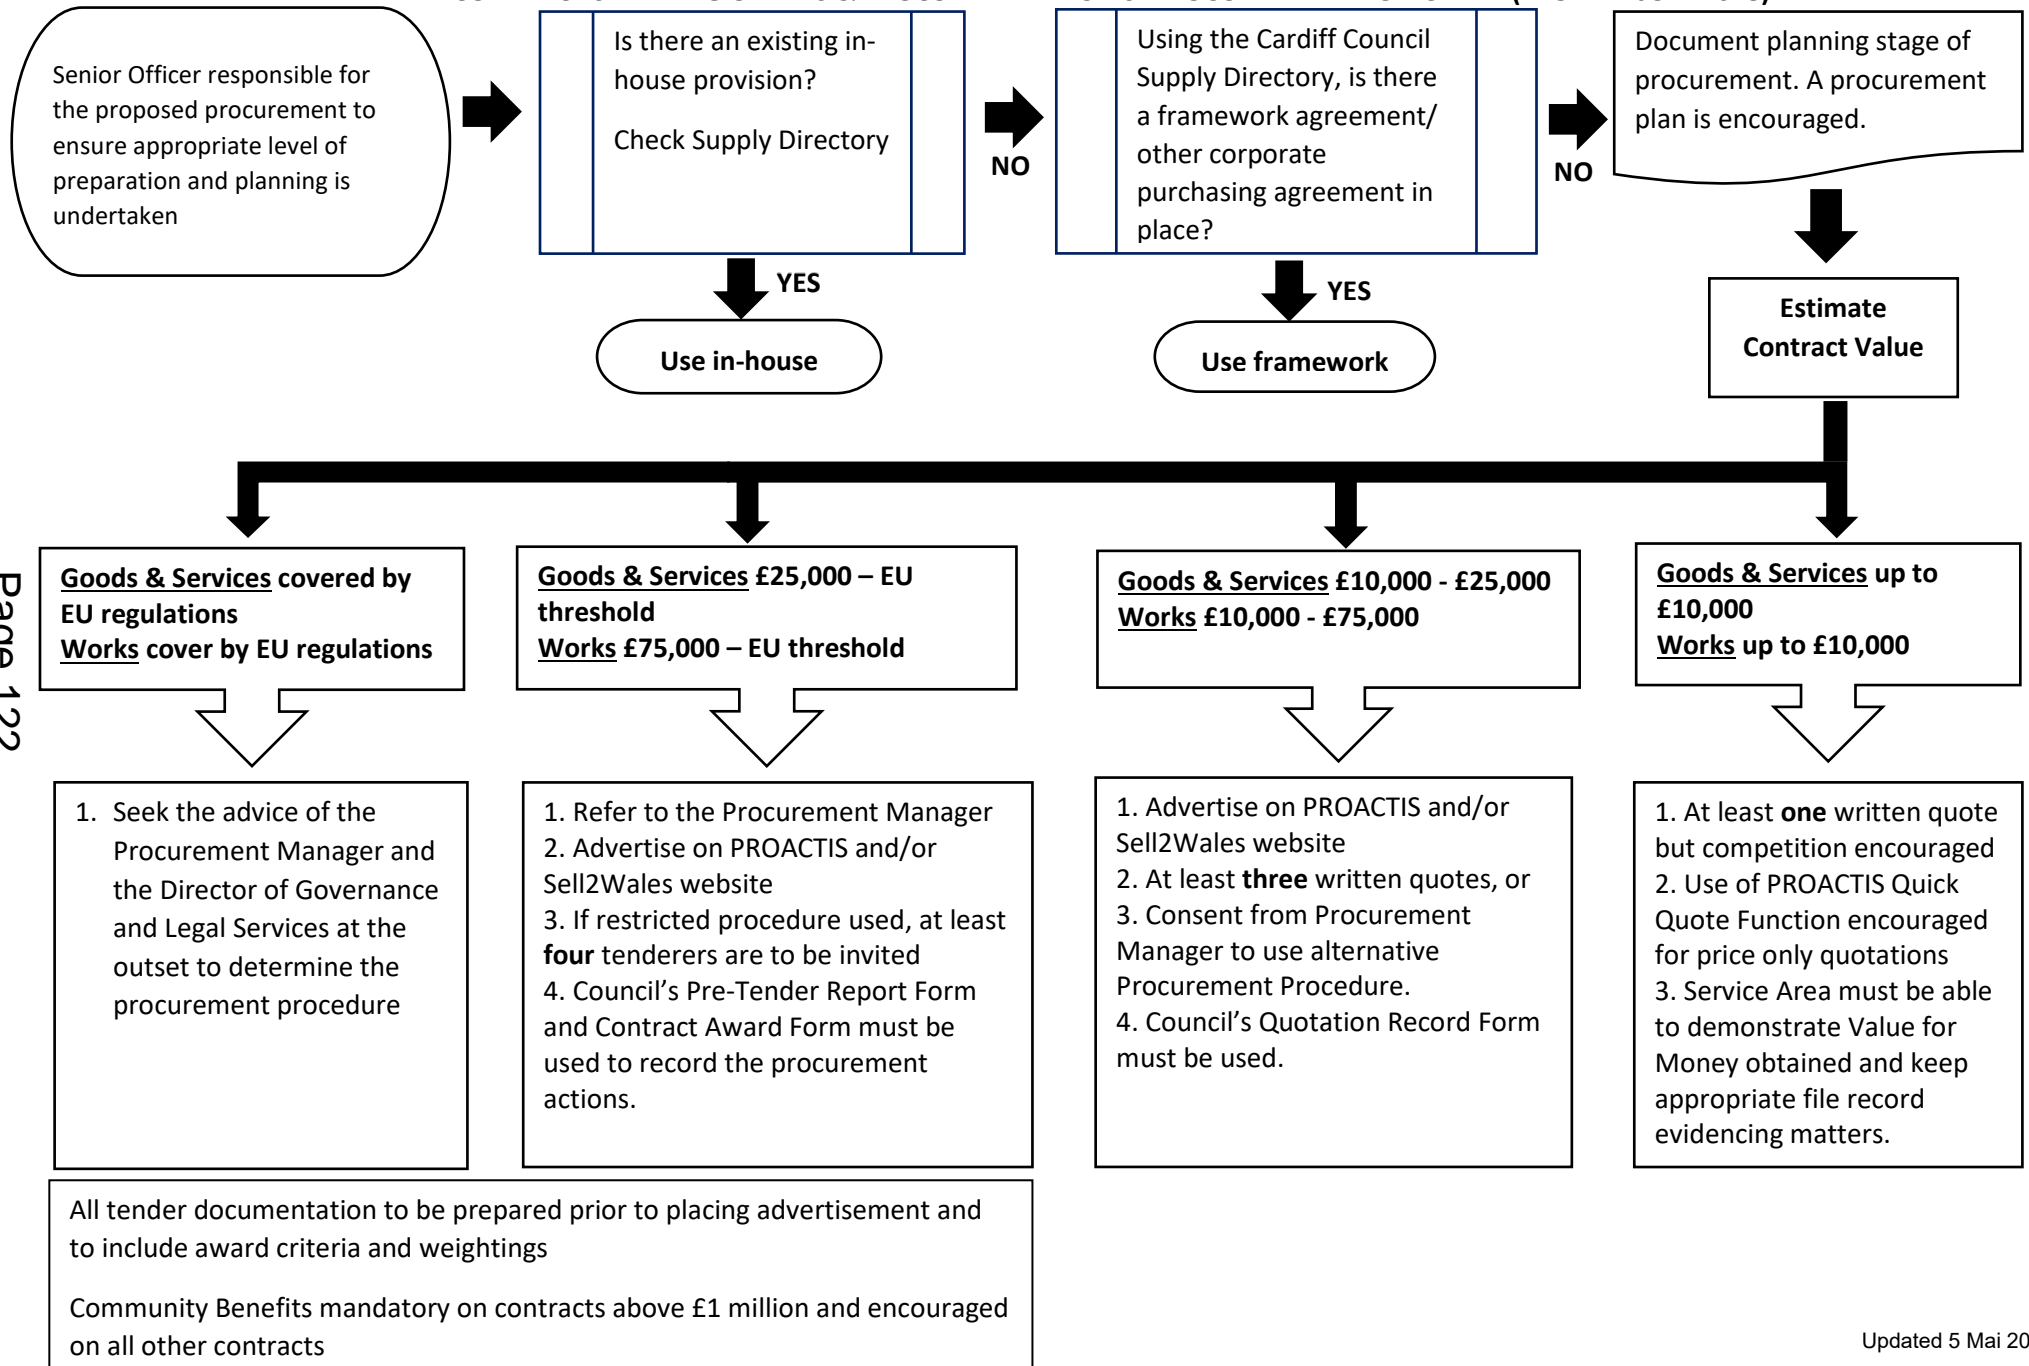 Senior Officer responsible for
the proposed procurement to
ensure appropriate level of
preparation and planning is
undertaken
Is there an existing in-
house provision?
Check Supply Directory
NO
YES
Use in-house
Using the Cardiff Council
Supply Directory, is there
a framework agreement/
other corporate
purchasing agreement in
place?
NO
YES
Use framework
Document planning stage of
procurement. A procurement
plan is encouraged.
Estimate
Contract Value
Goods & Services covered by
EU regulations
Works cover by EU regulations
Goods & Services £25,000 – EU
threshold
Works £75,000 – EU threshold
Goods & Services £10,000 - £25,000
Works £10,000 - £75,000
Goods & Services up to
£10,000
Works up to £10,000
1. Seek the advice of the
Procurement Manager and
the Director of Governance
and Legal Services at the
outset to determine the
procurement procedure
1. Refer to the Procurement Manager
2. Advertise on PROACTIS and/or
Sell2Wales website
3. If restricted procedure used, at least
four tenderers are to be invited
4. Council's Pre-Tender Report Form
and Contract Award Form must be
used to record the procurement
actions.
1. Advertise on PROACTIS and/or
Sell2Wales website
2. At least three written quotes, or
3. Consent from Procurement
Manager to use alternative
Procurement Procedure.
4. Council's Quotation Record Form
must be used.
1. At least one written quote
but competition encouraged
2. Use of PROACTIS Quick
Quote Function encouraged
for price only quotations
3. Service Area must be able
to demonstrate Value for
Money obtained and keep
appropriate file record
evidencing matters.
All tender documentation to be prepared prior to placing advertisement and
to include award criteria and weightings
Community Benefits mandatory on contracts above £1 million and encouraged
on all other contracts
Page 122
Updated 5 Mai 20